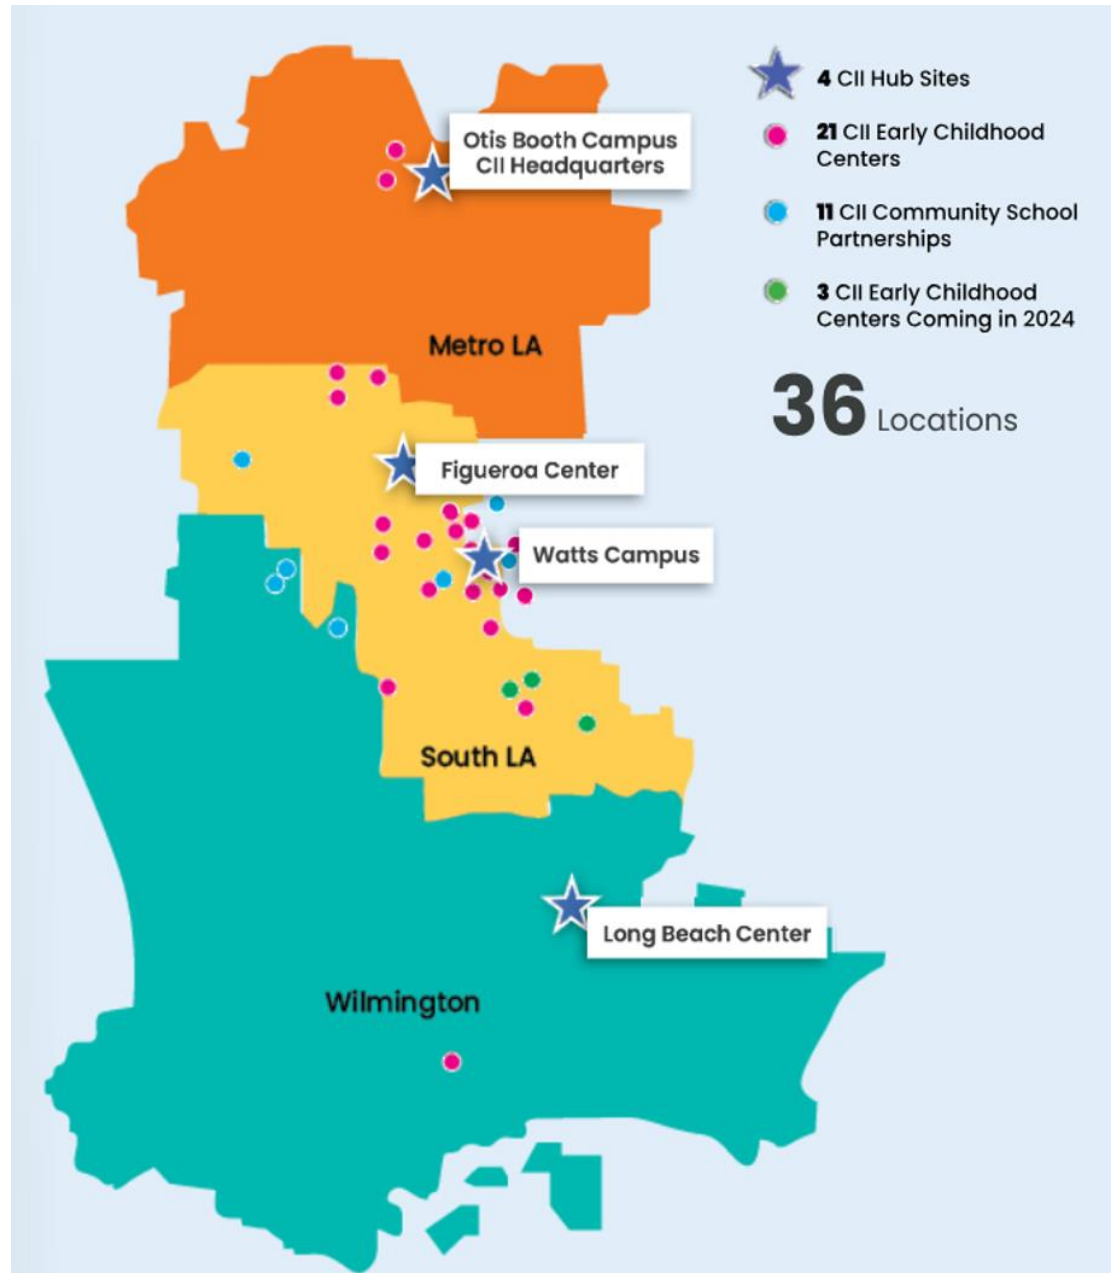 4 CII Hub Sites
21 CII Early Childhood
Centers
11 CII Community School
Partnerships
3 CII Early Childhood
Centers Coming in 2024
36 Locations
Otis Booth Campus
CII Headquarters
Metro LA
Figueroa Center
Watts Campus
South LA
Long Beach Center
Wilmington